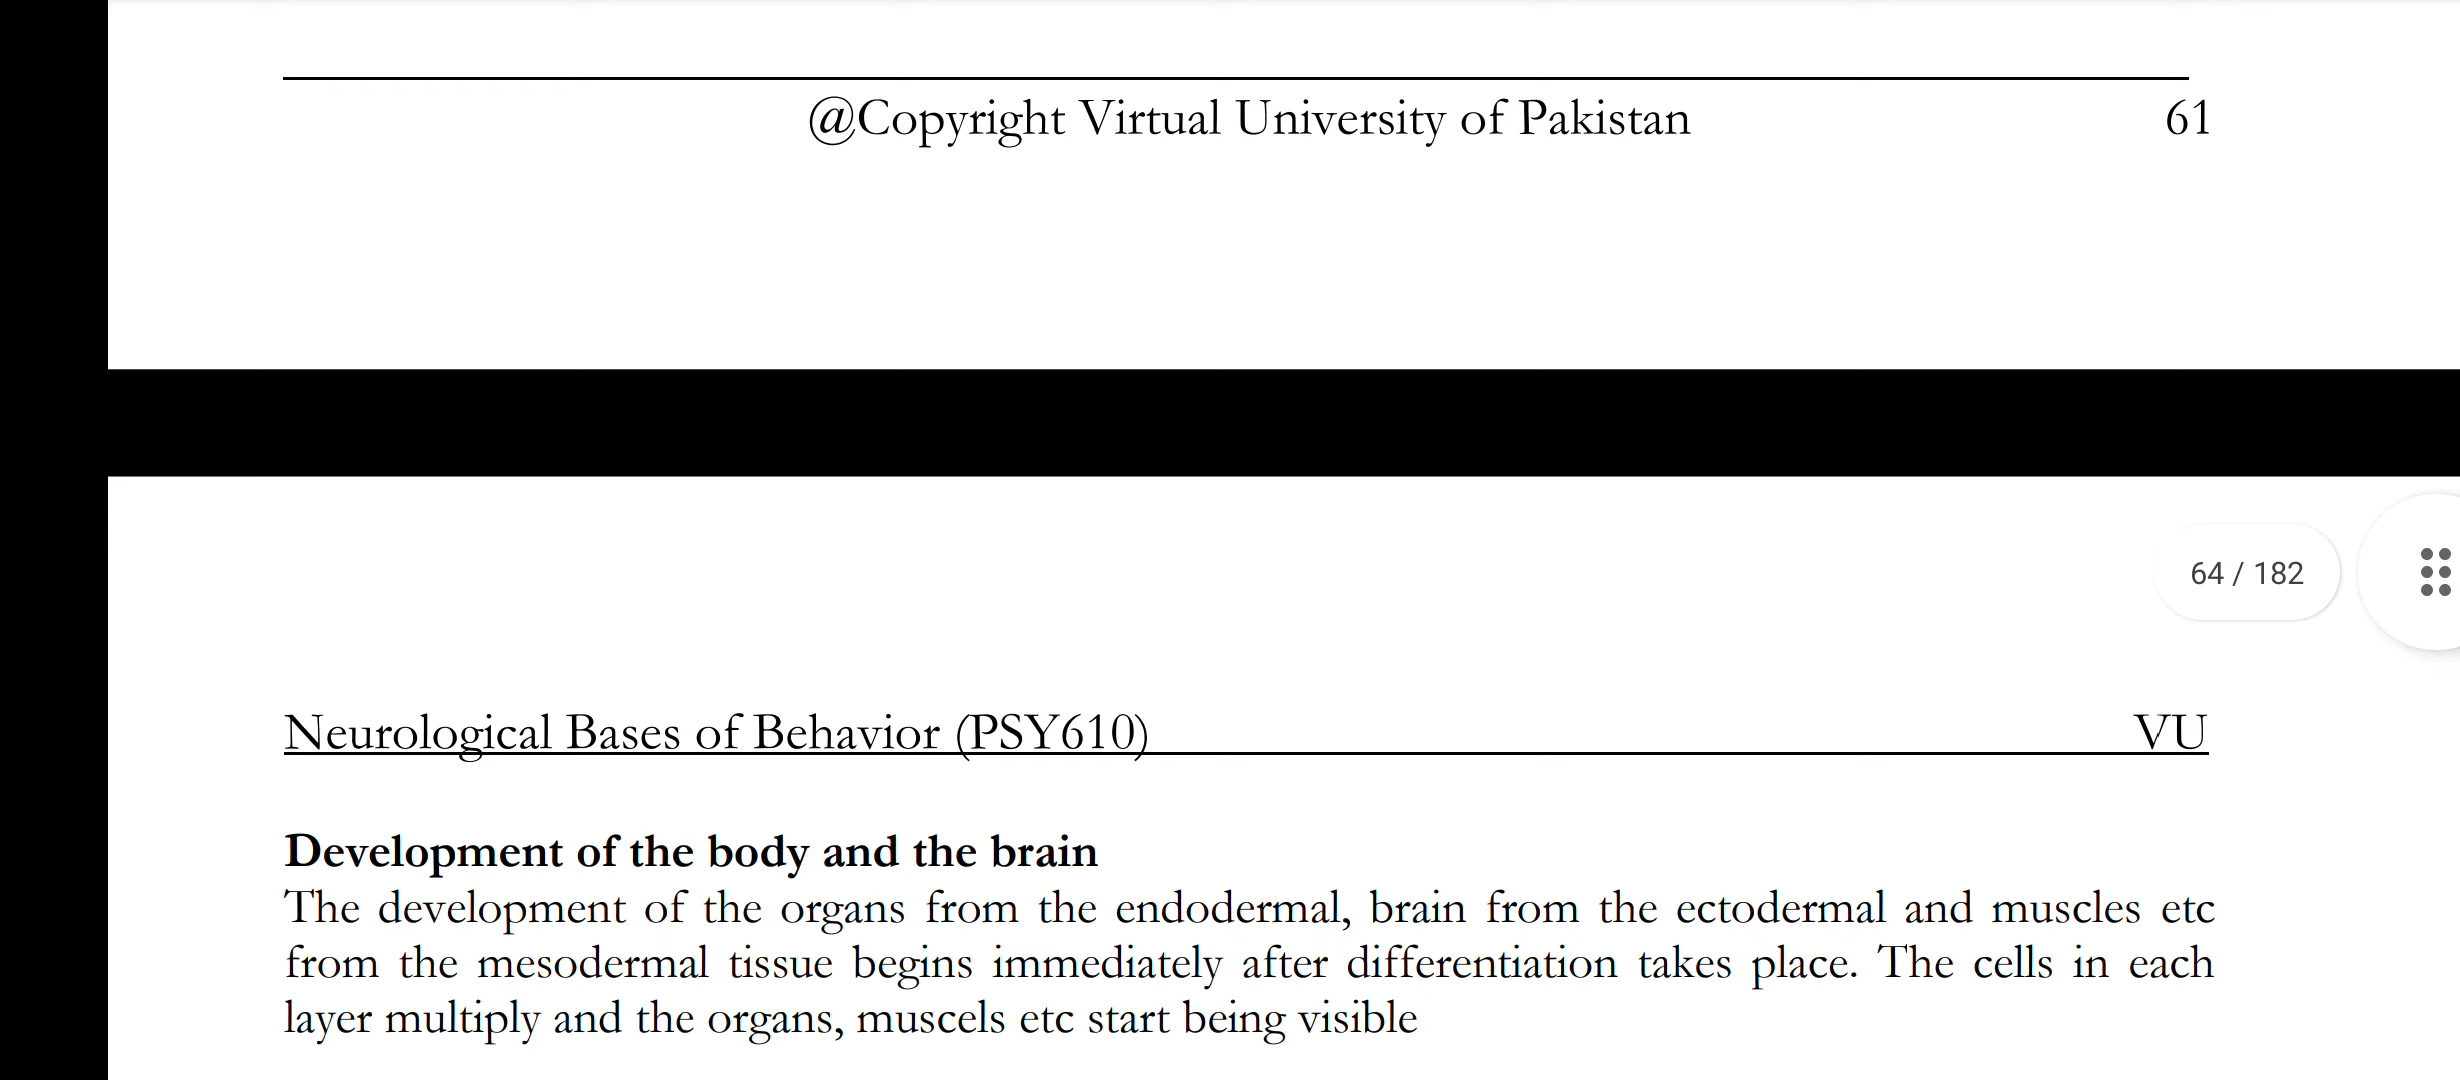 @Copyright Virtual University of Pakistan 61
64 / 182
Neurological Bases of Behavior (PSY610) VU
Development of the body and the brain
The development of the organs from the endodermal, brain from the ectodermal and muscles etc
from the mesodermal tissue begins immediately after differentiation takes place. The cells in each
layer multiply and the organs, muscels etc start being visible